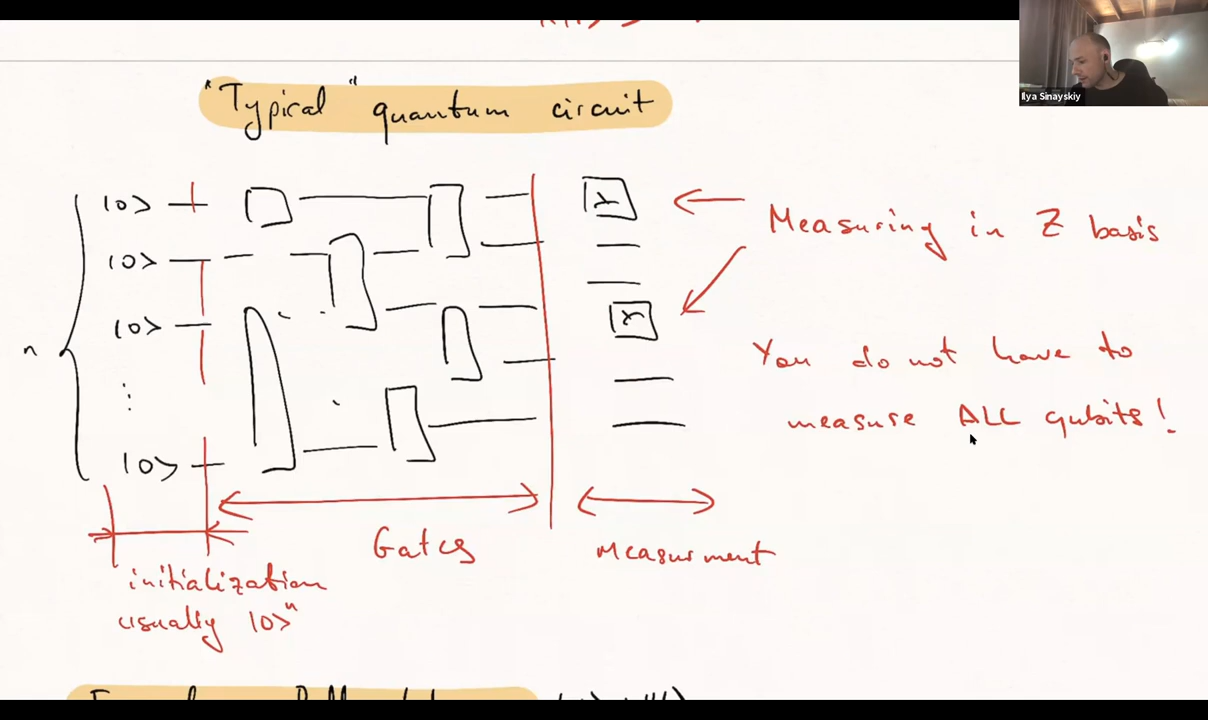 Ilya Sinayskiy
"Typical" quantum circuit
|0>
|0>
|0>
⋮
|0>
n
Measuring in Z basis
You do not have to
measure ALL qubits!
Gates
measurment
initialization
usually |0>ⁿ